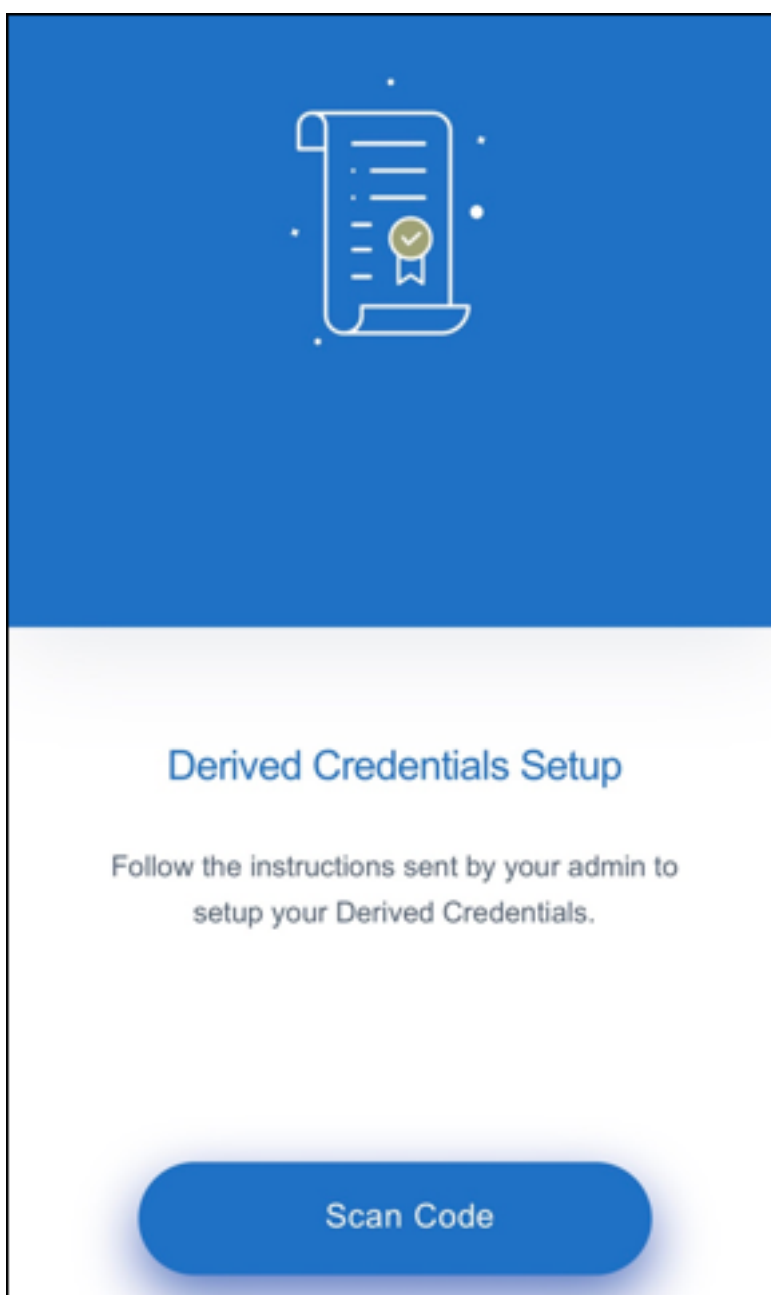 Derived Credentials Setup
Follow the instructions sent by your admin to
setup your Derived Credentials.
Scan Code